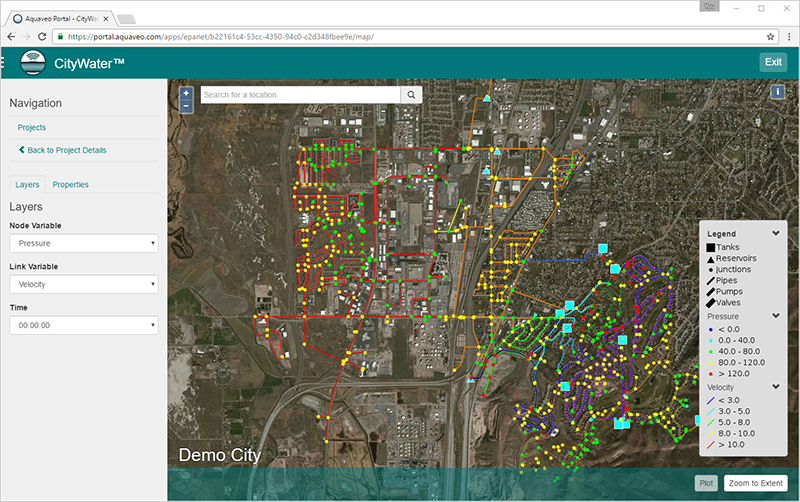 You
Aquaveo Portal - CityWat
https://portal.aquaveo.com/apps/epanet/b22161c4-53cc-4350-94c0-c2d348fbee9e/map/
CityWater™
Exit
Navigation
Projects
Back to Project Details
Layers Properties
Layers
Node Variable
Pressure
Link Variable
Velocity
Time
00:00:00
+
−
Search for a location
i
Legend
Tanks
Reservoirs
Junctions
Pipes
Pumps
Valves
Pressure
< 0.0
0.0 - 40.0
40.0 - 80.0
80.0 - 120.0
> 120.0
Velocity
< 3.0
3.0 - 5.0
5.0 - 8.0
8.0 - 10.0
> 10.0
Demo City
Plot
Zoom to Extent